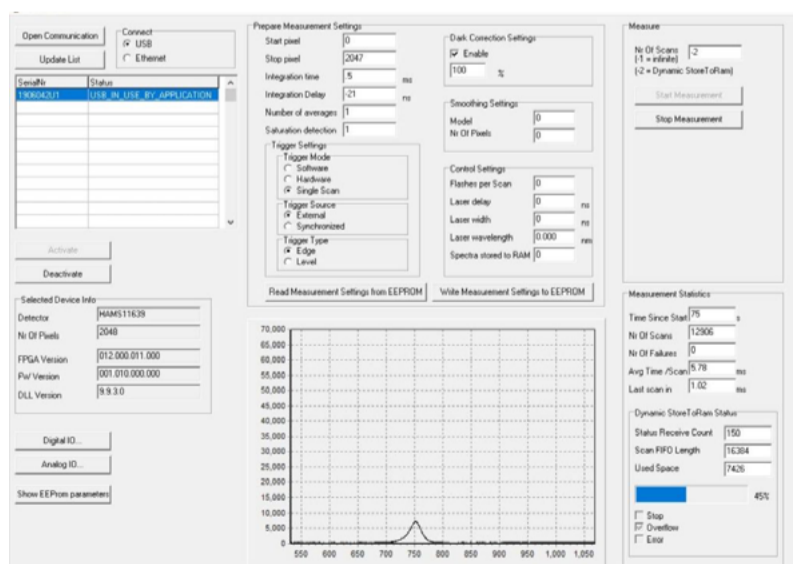 Open Communication
Update List
Connect
USB
Ethernet
SerialNr Status
1906042U1 USB_IN_USE_BY_APPLICATION
Activate
Deactivate
Selected Device Info
Detector HAMS11639
Nr Of Pixels 2048
FPGA Version 012.000.011.000
FW Version 001.010.000.000
DLL Version 9.9.3.0
Digital IO...
Analog IO...
Show EEProm parameters
Prepare Measurement Settings
Start pixel 0
Stop pixel 2047
Integration time .5 ms
Integration Delay -21 ns
Number of averages 1
Saturation detection 1
Trigger Settings
Trigger Mode
Software
Hardware
Single Scan
Trigger Source
External
Synchronized
Trigger Type
Edge
Level
Dark Correction Settings
Enable
100 %
Smoothing Settings
Model 0
Nr Of Pixels 0
Control Settings
Flashes per Scan 0
Laser delay 0 ns
Laser width 0 ns
Laser wavelength 0.000 nm
Spectra stored to RAM 0
Read Measurement Settings from EEPROM
Write Measurement Settings to EEPROM
70,000
65,000
60,000
55,000
50,000
45,000
40,000
35,000
30,000
25,000
20,000
15,000
10,000
5,000
0
550 600 650 700 750 800 850 900 950 1,000 1,050
Measure
Nr Of Scans -2
(-1 = infinite)
(-2 = Dynamic StoreToRam)
Start Measurement
Stop Measurement
Measurement Statistics
Time Since Start 75 s
Nr Of Scans 12906
Nr Of Failures 0
Avg Time /Scan 5.78 ms
Last scan in 1.02 ms
Dynamic StoreToRam Status
Status Receive Count 150
Scan FIFO Length 16384
Used Space 7426
45%
Stop
Overflow
Error